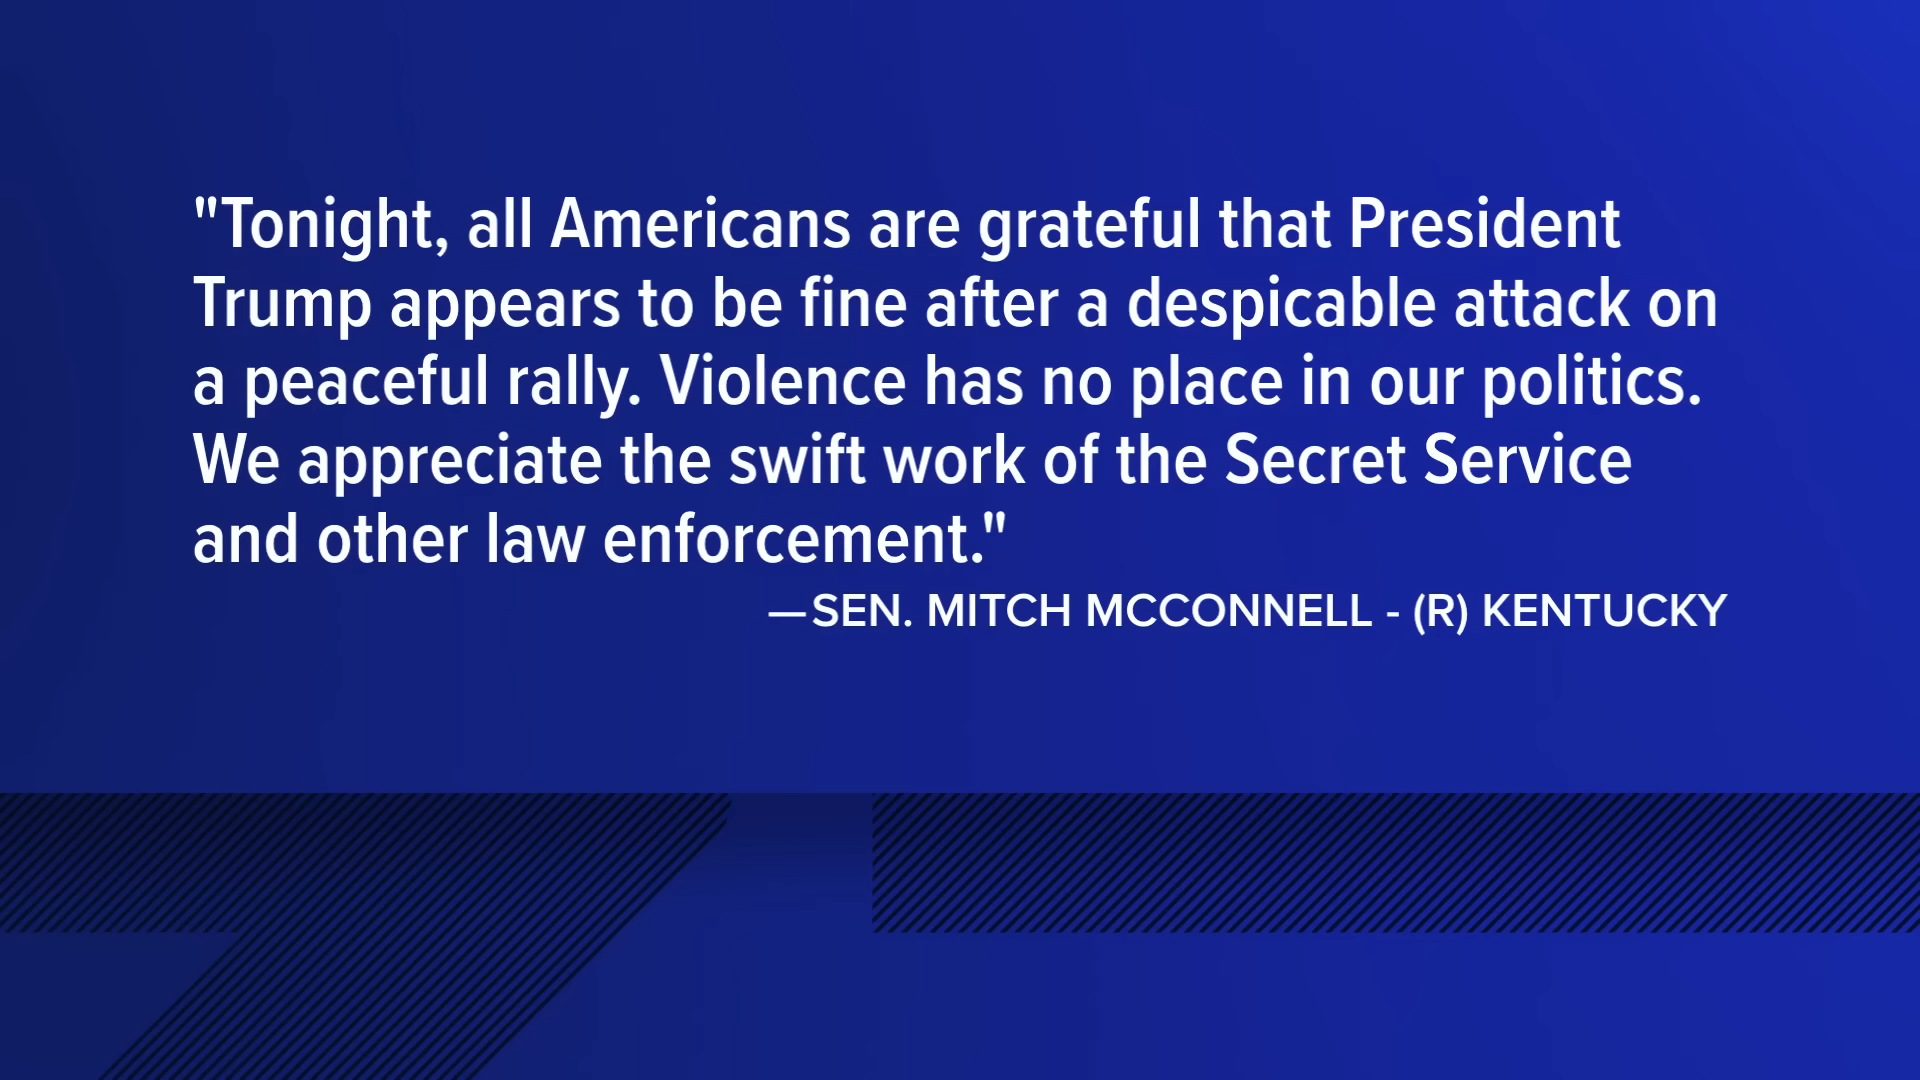 "Tonight, all Americans are grateful that President
Trump appears to be fine after a despicable attack on
a peaceful rally. Violence has no place in our politics.
We appreciate the swift work of the Secret Service
and other law enforcement."
—SEN. MITCH MCCONNELL - (R) KENTUCKY